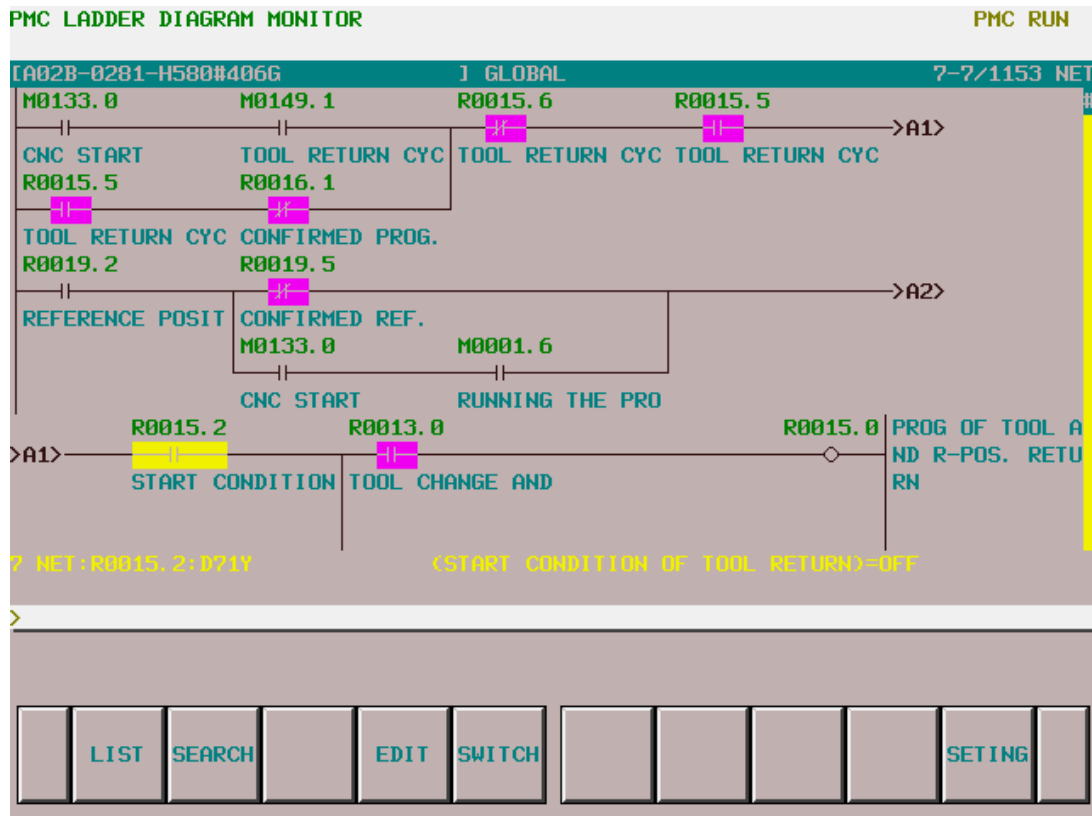 PMC LADDER DIAGRAM MONITOR PMC RUN
[A02B-0281-H580#406G ] GLOBAL 7-7/1153 NET
M0133.0 M0149.1 R0015.6 R0015.5
>A1>
CNC START TOOL RETURN CYC TOOL RETURN CYC TOOL RETURN CYC
R0015.5 R0016.1
TOOL RETURN CYC CONFIRMED PROG.
R0019.2 R0019.5
>A2>
REFERENCE POSIT CONFIRMED REF.
M0133.0 M0001.6
CNC START RUNNING THE PRO
R0015.2 R0013.0 R0015.0 PROG OF TOOL A
>A1> ND R-POS. RETU
START CONDITION TOOL CHANGE AND RN
7 NET:R0015.2:D71Y (START CONDITION OF TOOL RETURN)=OFF
>
LIST SEARCH EDIT SWITCH SETING